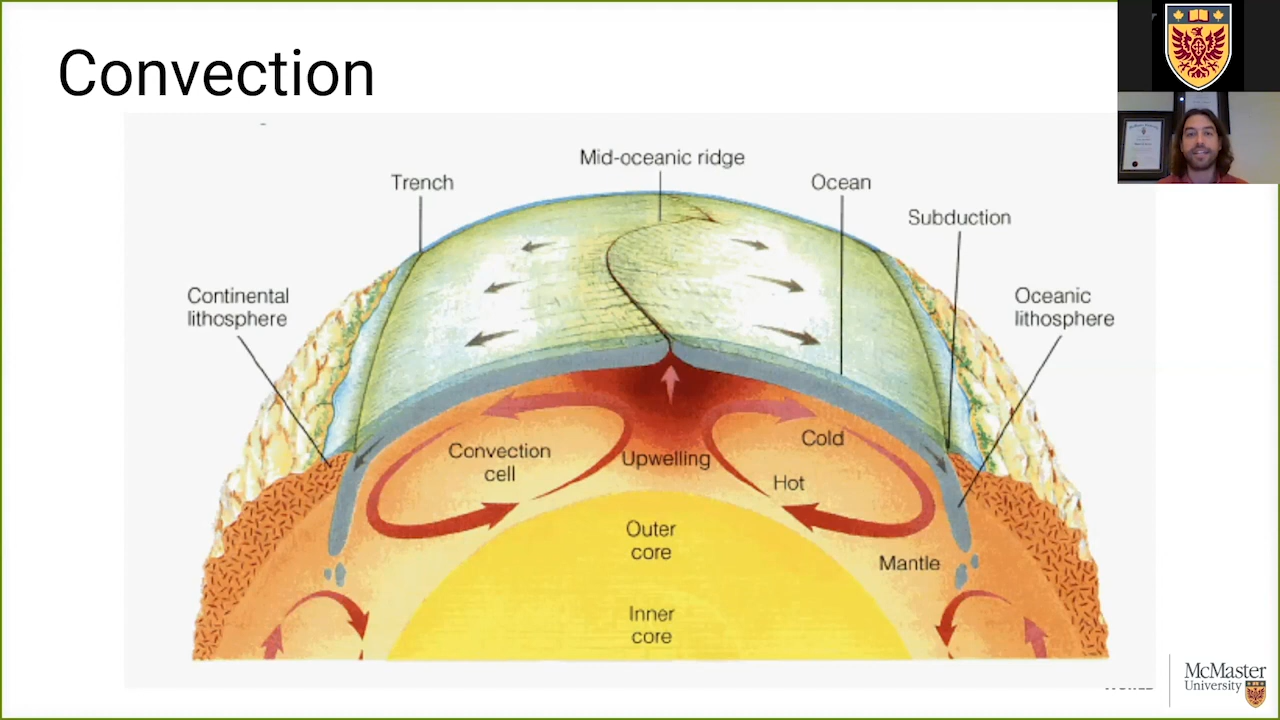 Convection
Mid-oceanic ridge
Trench
Ocean
Subduction
Continental
lithosphere
Oceanic
lithosphere
Convection
cell
Upwelling
Cold
Hot
Outer
core
Mantle
Inner
core
McMaster
University